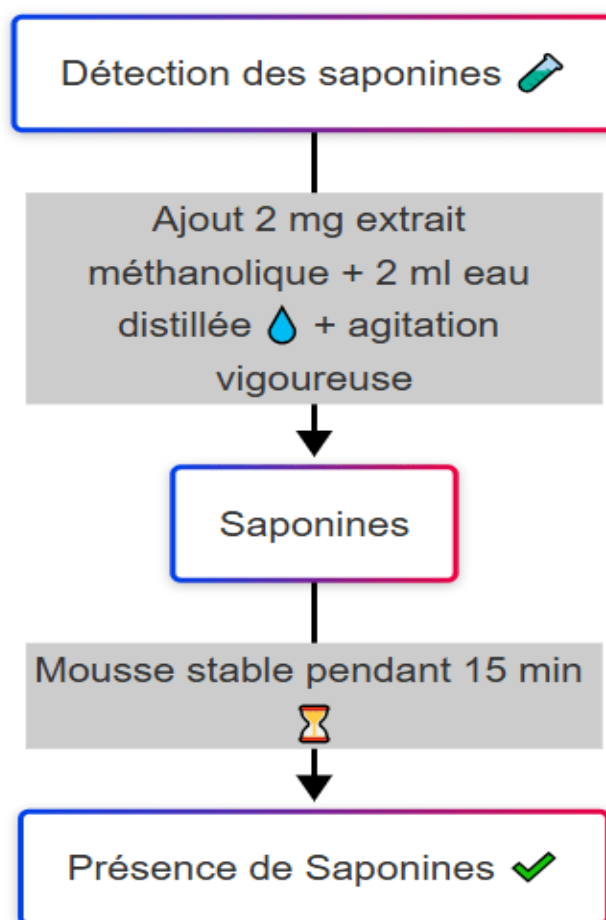 Détection des saponines 
Ajout 2 mg extrait
méthanolique + 2 ml eau
distillée 💧 + agitation
vigoureuse
Saponines
Mousse stable pendant 15 min
⏳
Présence de Saponines ✔